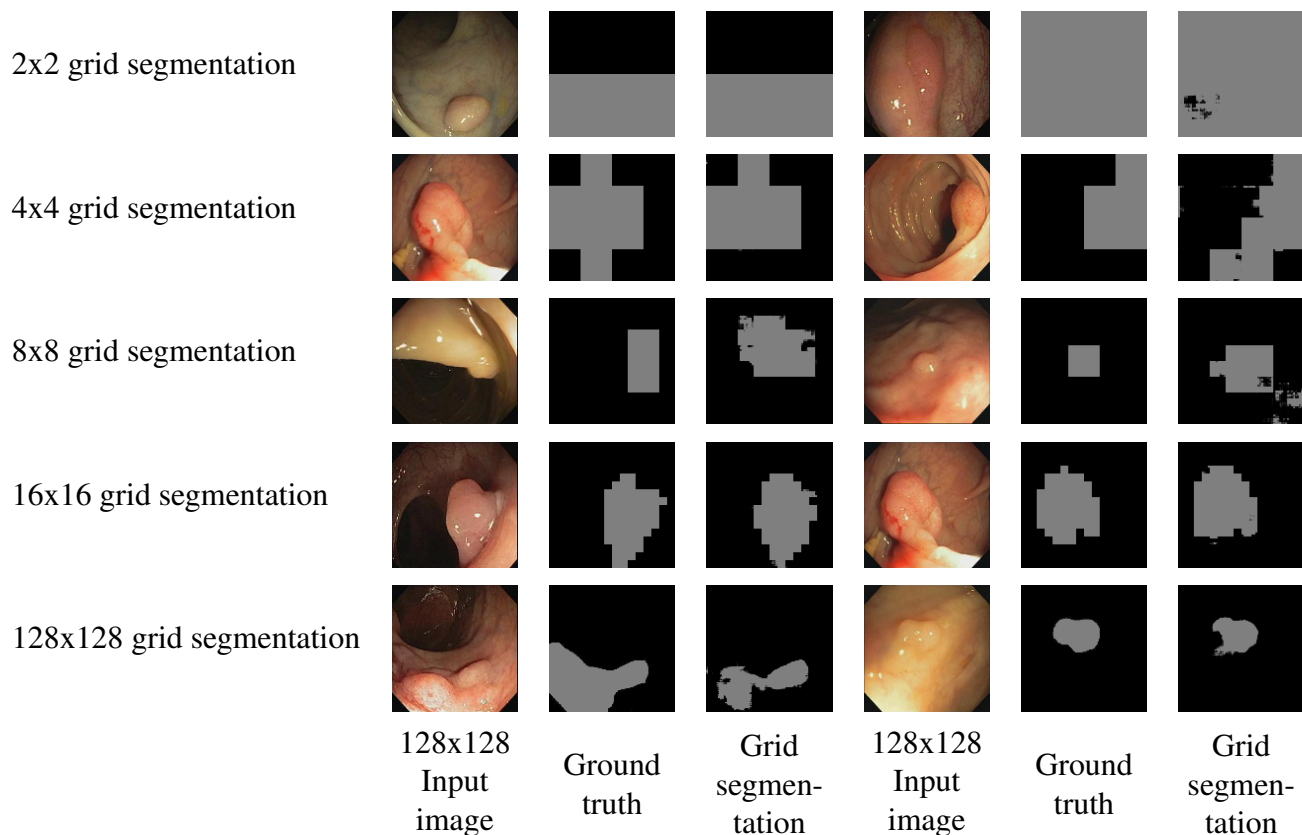 2x2 grid segmentation
4x4 grid segmentation
8x8 grid segmentation
16x16 grid segmentation
128x128 grid segmentation
128x128
Input
image
Ground
truth
Grid
segmen-
tation
128x128
Input
image
Ground
truth
Grid
segmen-
tation